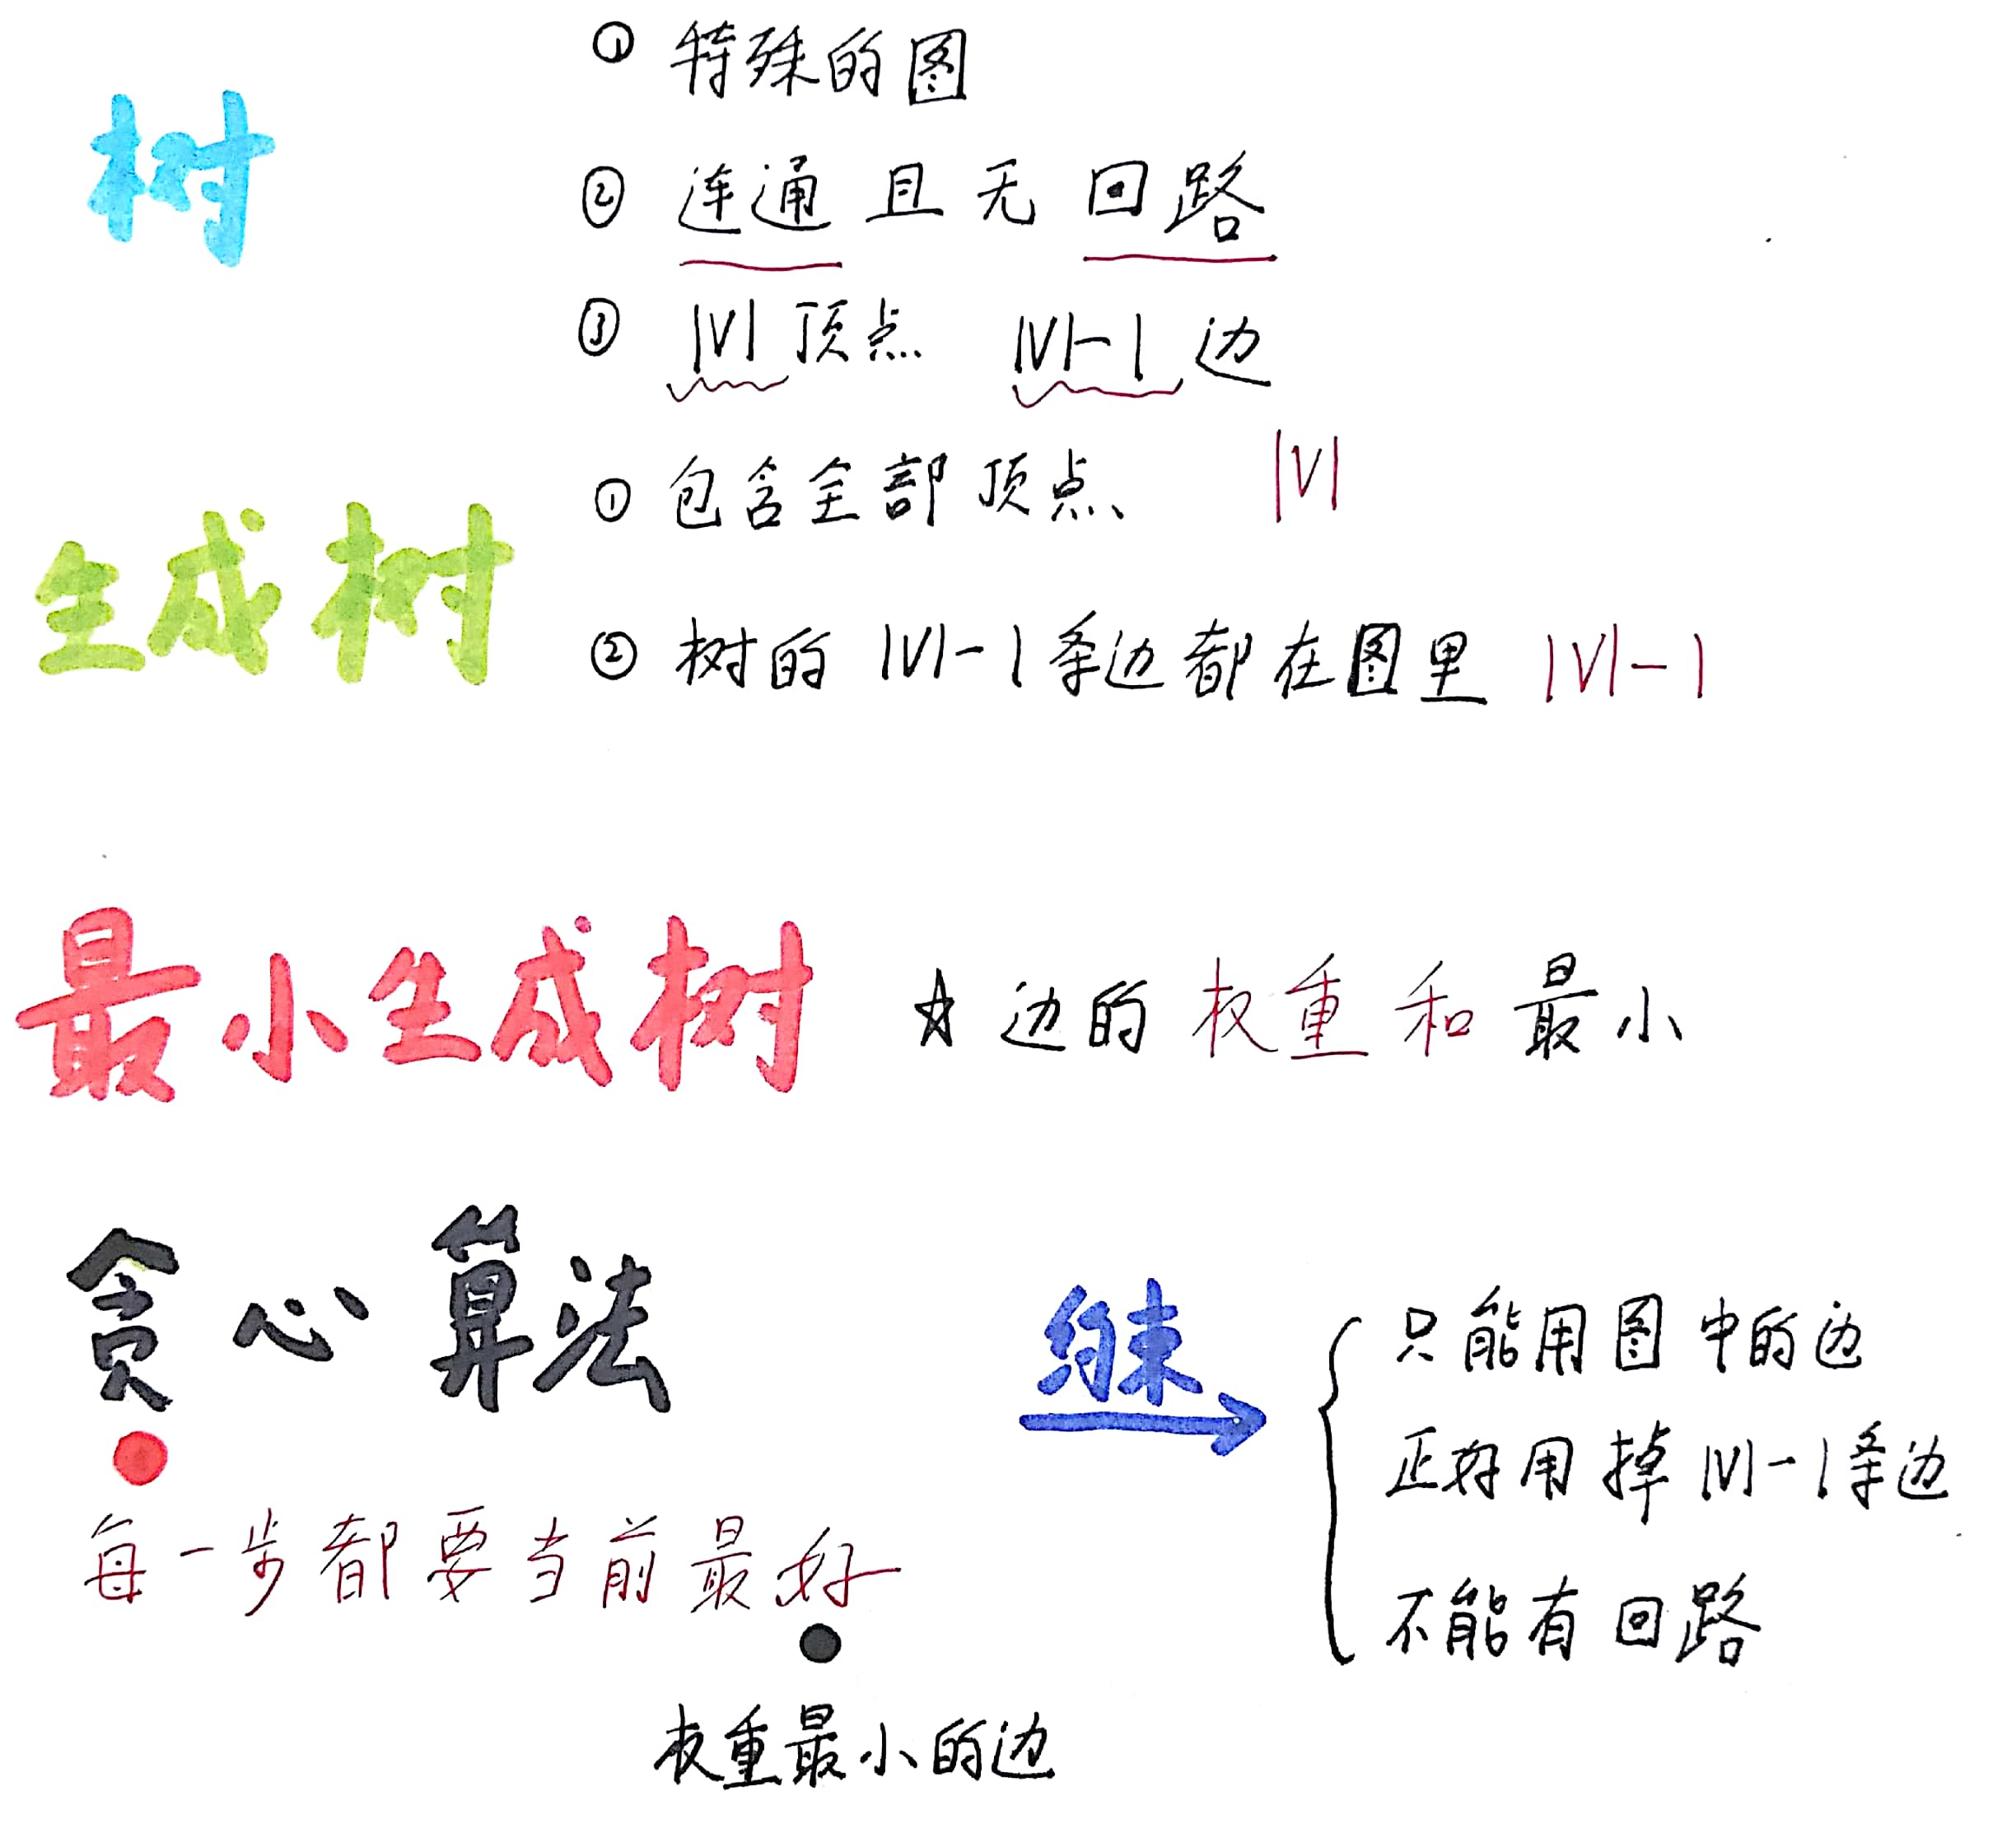 树
① 特殊的图
② 连通且无回路
③ |V|顶点 |V|-1边
生成树
① 包含全部顶点 |V|
② 树的|V|-1条边都在图里 |V|-1
最小生成树 ☆ 边的权重和最小
贪心算法
每一步都要当前最好
权重最小的边
约束
只能用图中的边
正好用掉|V|-1条边
不能有回路